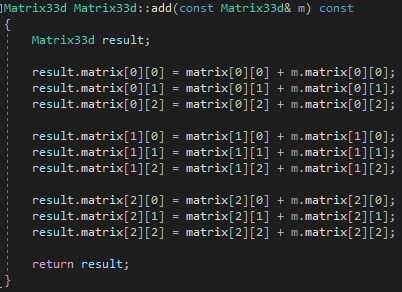 Matrix33d Matrix33d::add(const Matrix33d& m) const
{
Matrix33d result;
result.matrix[0][0] = matrix[0][0] + m.matrix[0][0];
result.matrix[0][1] = matrix[0][1] + m.matrix[0][1];
result.matrix[0][2] = matrix[0][2] + m.matrix[0][2];
result.matrix[1][0] = matrix[1][0] + m.matrix[1][0];
result.matrix[1][1] = matrix[1][1] + m.matrix[1][1];
result.matrix[1][2] = matrix[1][2] + m.matrix[1][2];
result.matrix[2][0] = matrix[2][0] + m.matrix[2][0];
result.matrix[2][1] = matrix[2][1] + m.matrix[2][1];
result.matrix[2][2] = matrix[2][2] + m.matrix[2][2];
return result;
}